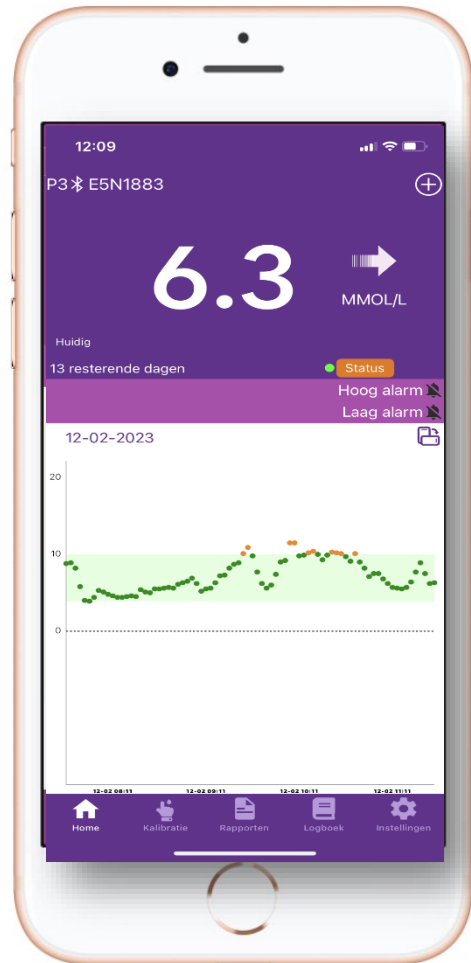 12:09
P3 E5N1883
6.3
MMOL/L
Huidig
13 resterende dagen Status
Hoog alarm
Laag alarm
12-02-2023
20
10
0
12-02 08:11 12-02 09:11 12-02 10:11 12-02 11:11
Home Kalibratie Rapporten Logboek Instellingen